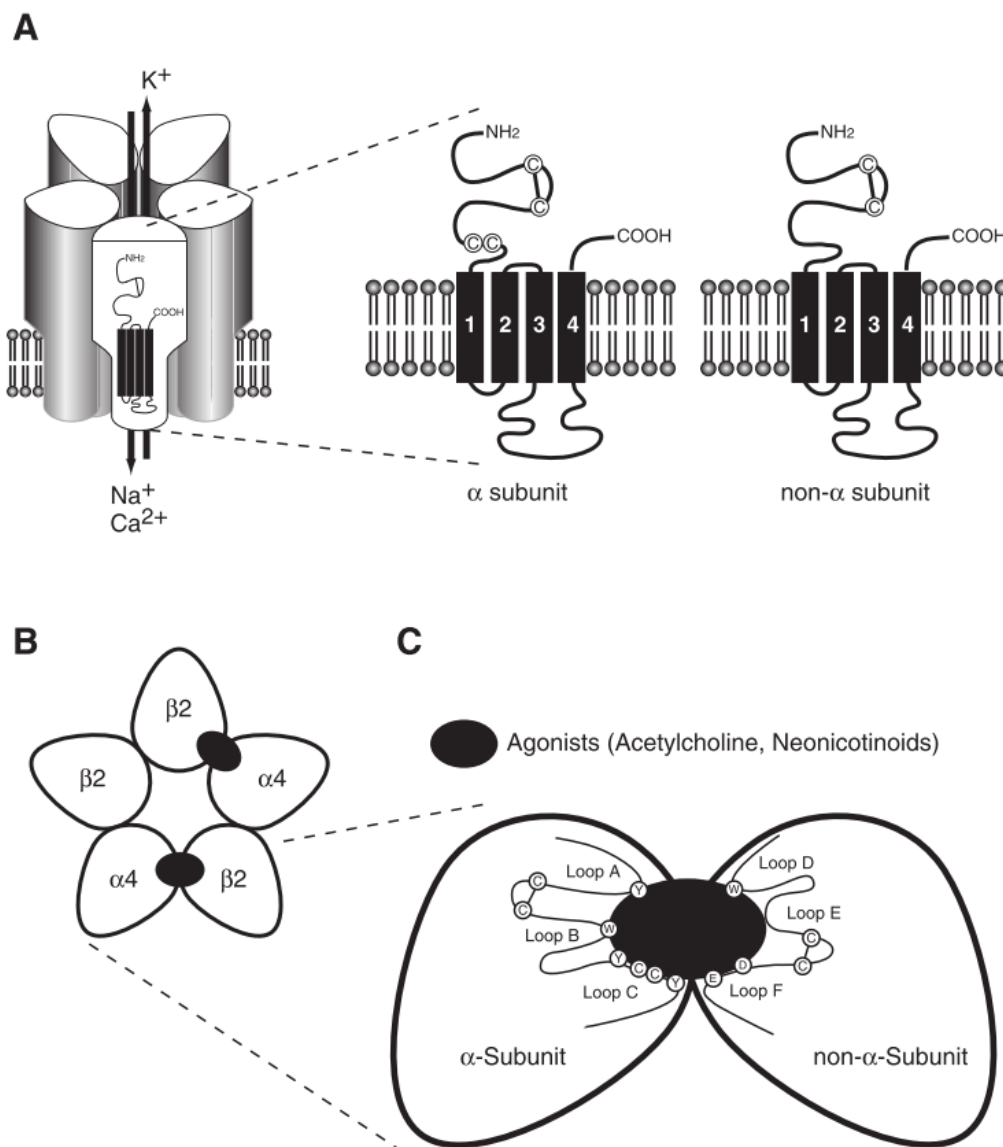 A
K+
NH2
COOH
Na+
Ca2+
NH2
C
C
C C
COOH
1 2 3 4
α subunit
NH2
C
C
COOH
1 2 3 4
non-α subunit
B
β2
β2
α4
α4
β2
C
Agonists (Acetylcholine, Neonicotinoids)
Loop A
Y
W
Loop D
C
C
Loop E
W
Loop B
C
C
Y
C
C
Y
Loop C
E
D
Loop F
α-Subunit
non-α-Subunit